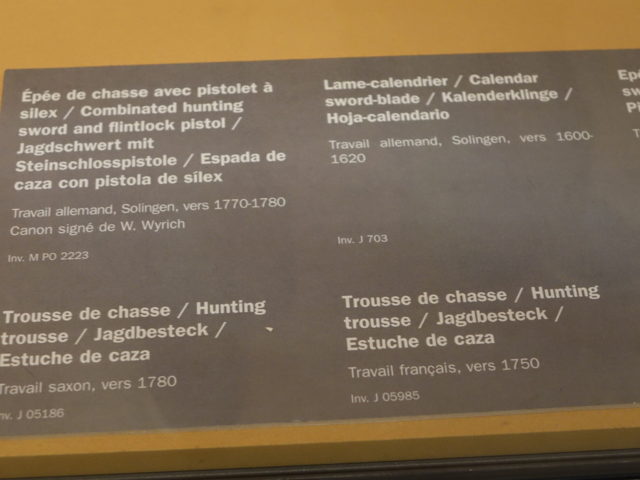 Épée de chasse avec pistolet à
silex / Combinated hunting
sword and flintlock pistol /
Jagdschwert mit
Steinschlosspistole / Espada de
caza con pistola de sílex
Travail allemand, Solingen, vers 1770-1780
Canon signé de W. Wyrich
Inv. M PO 2223
Lame-calendrier / Calendar
sword-blade / Kalenderklinge /
Hoja-calendario
Travail allemand, Solingen, vers 1600-
1620
Inv. J 703
Trousse de chasse / Hunting
trousse / Jagdbesteck /
Estuche de caza
Travail saxon, vers 1780
Inv. J 05186
Trousse de chasse / Hunting
trousse / Jagdbesteck /
Estuche de caza
Travail français, vers 1750
Inv. J 05985